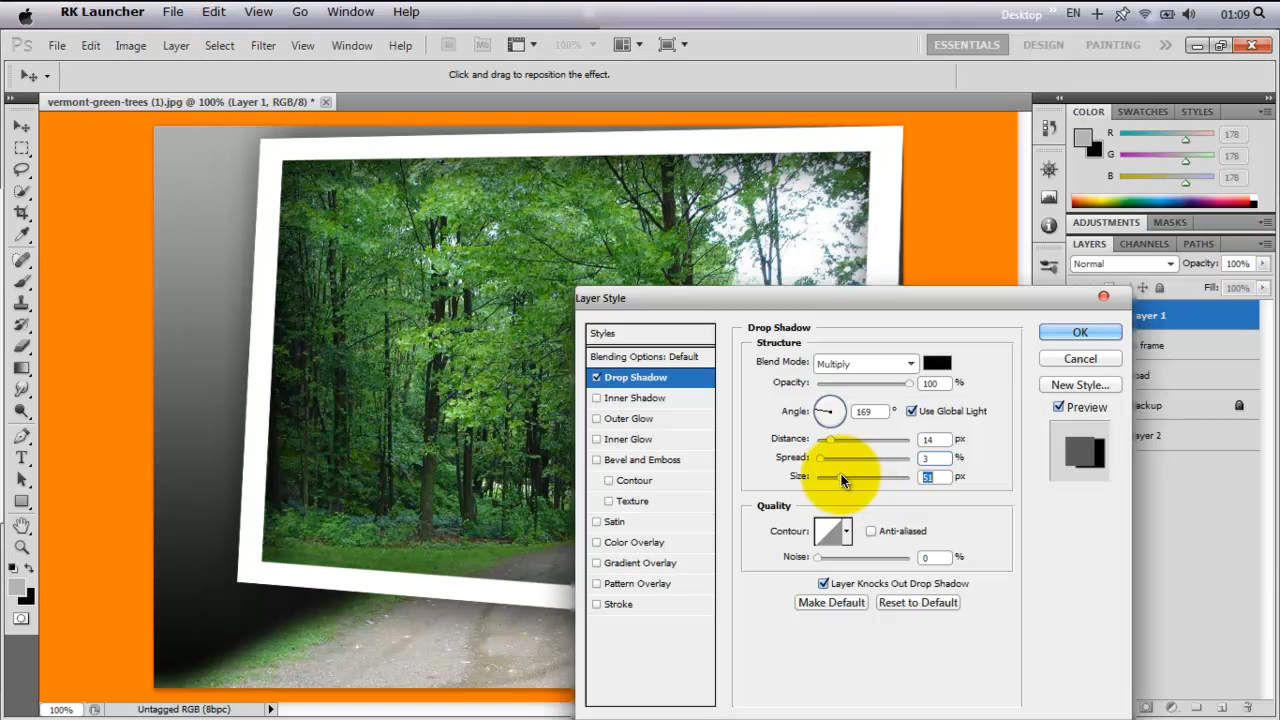 RK Launcher File Edit View Go Window Help Desktop EN 01:09
Ps File Edit Image Layer Select Filter View Window Help Br Mb 100% ESSENTIALS DESIGN PAINTING
Click and drag to reposition the effect.
vermont-green-trees (1).jpg @ 100% (Layer 1, RGB/8) *
COLOR SWATCHES STYLES
R 178
G 178
B 178
ADJUSTMENTS MASKS
LAYERS CHANNELS PATHS
Normal Opacity: 100%
Fill: 100%
ayer 1
frame
oad
ackup
ayer 2
Layer Style
Styles
Blending Options: Default
Drop Shadow
Inner Shadow
Outer Glow
Inner Glow
Bevel and Emboss
Contour
Texture
Satin
Color Overlay
Gradient Overlay
Pattern Overlay
Stroke
Drop Shadow
Structure
Blend Mode: Multiply
Opacity: 100 %
Angle: 169 ° Use Global Light
Distance: 14 px
Spread: 3 %
Size: 51 px
Quality
Contour: Anti-aliased
Noise: 0 %
Layer Knocks Out Drop Shadow
Make Default Reset to Default
OK
Cancel
New Style...
Preview
100% Untagged RGB (8bpc)